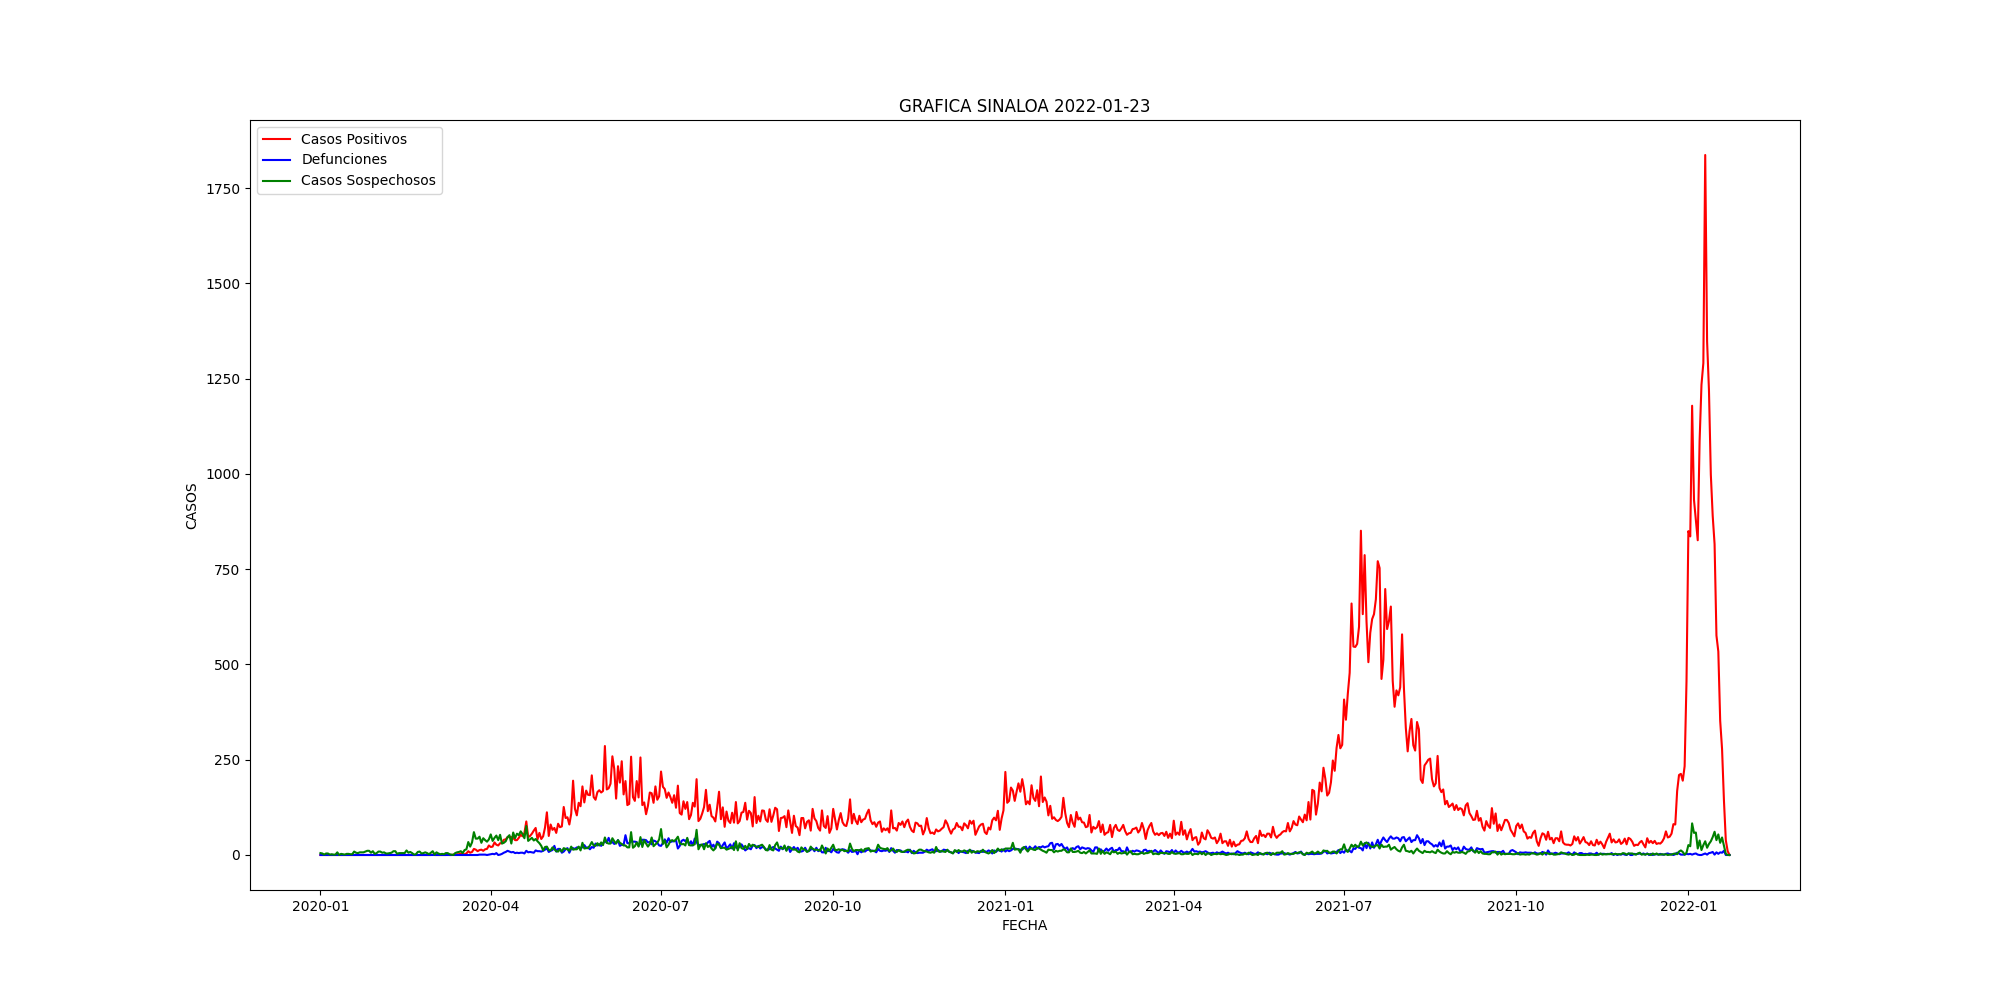 GRAFICA SINALOA 2022-01-23
Casos Positivos
Defunciones
Casos Sospechosos
1750
1500
1250
1000
750
500
250
0
CASOS
2020-01 2020-04 2020-07 2020-10 2021-01 2021-04 2021-07 2021-10 2022-01
FECHA